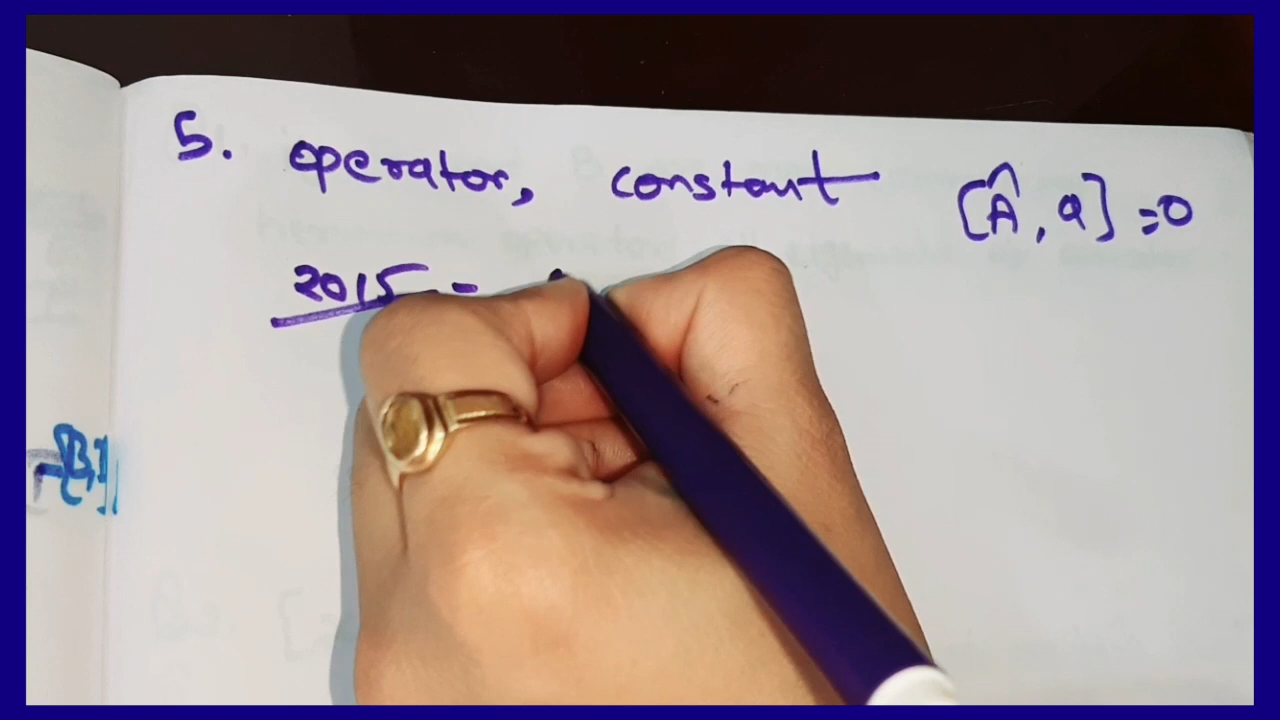 5. operator, constant [Â, a] =0
2015 -
[B,